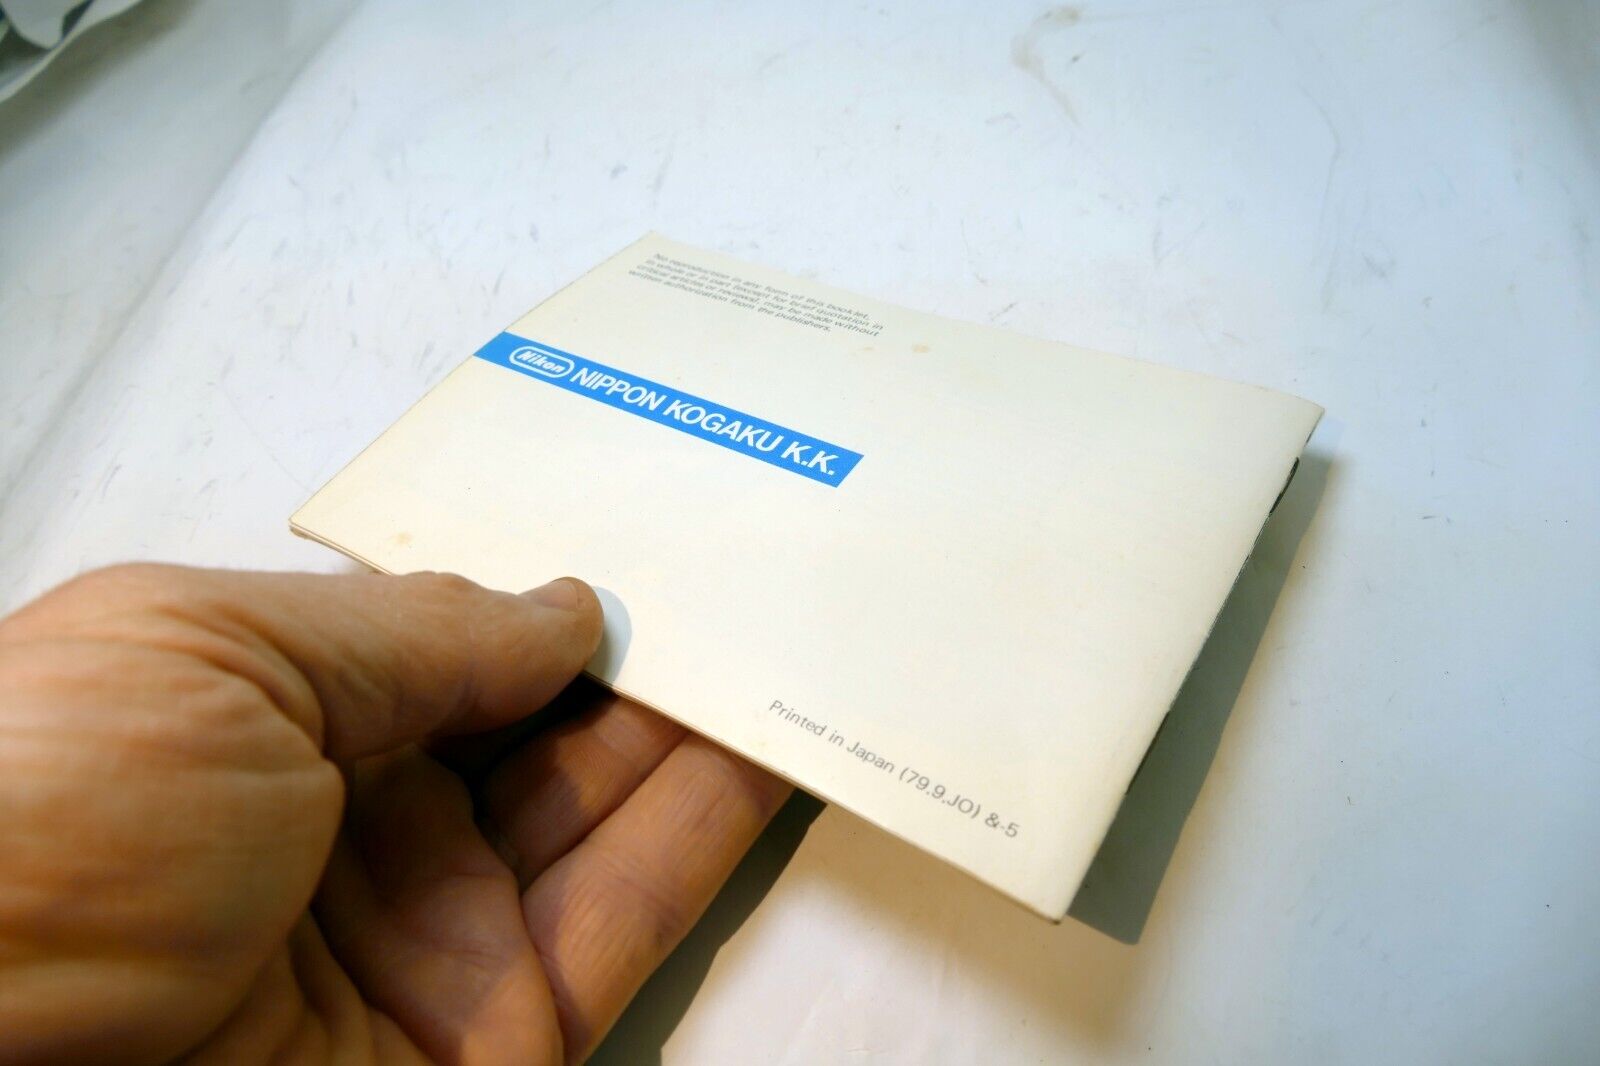 No reproduction in any form of this booklet,
in whole or in part (except for brief quotation in
critical articles or reviews), may be made without
written authorization from the publishers.
Nikon NIPPON KOGAKU K.K.
Printed in Japan (79.9.JO) &-5